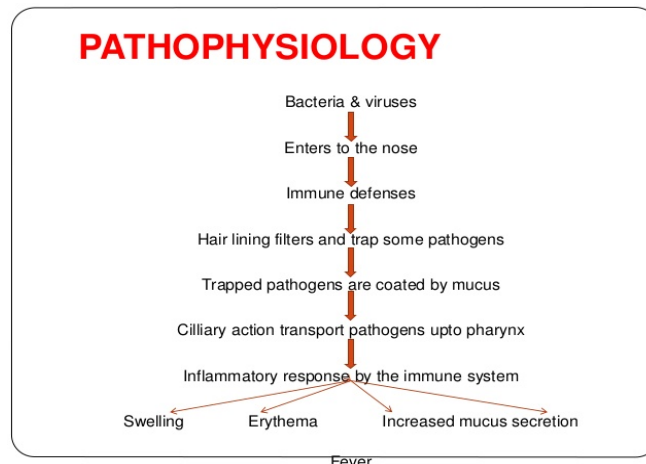 PATHOPHYSIOLOGY
Bacteria & viruses
Enters to the nose
Immune defenses
Hair lining filters and trap some pathogens
Trapped pathogens are coated by mucus
Cilliary action transport pathogens upto pharynx
Inflammatory response by the immune system
Swelling Erythema Increased mucus secretion
Fever